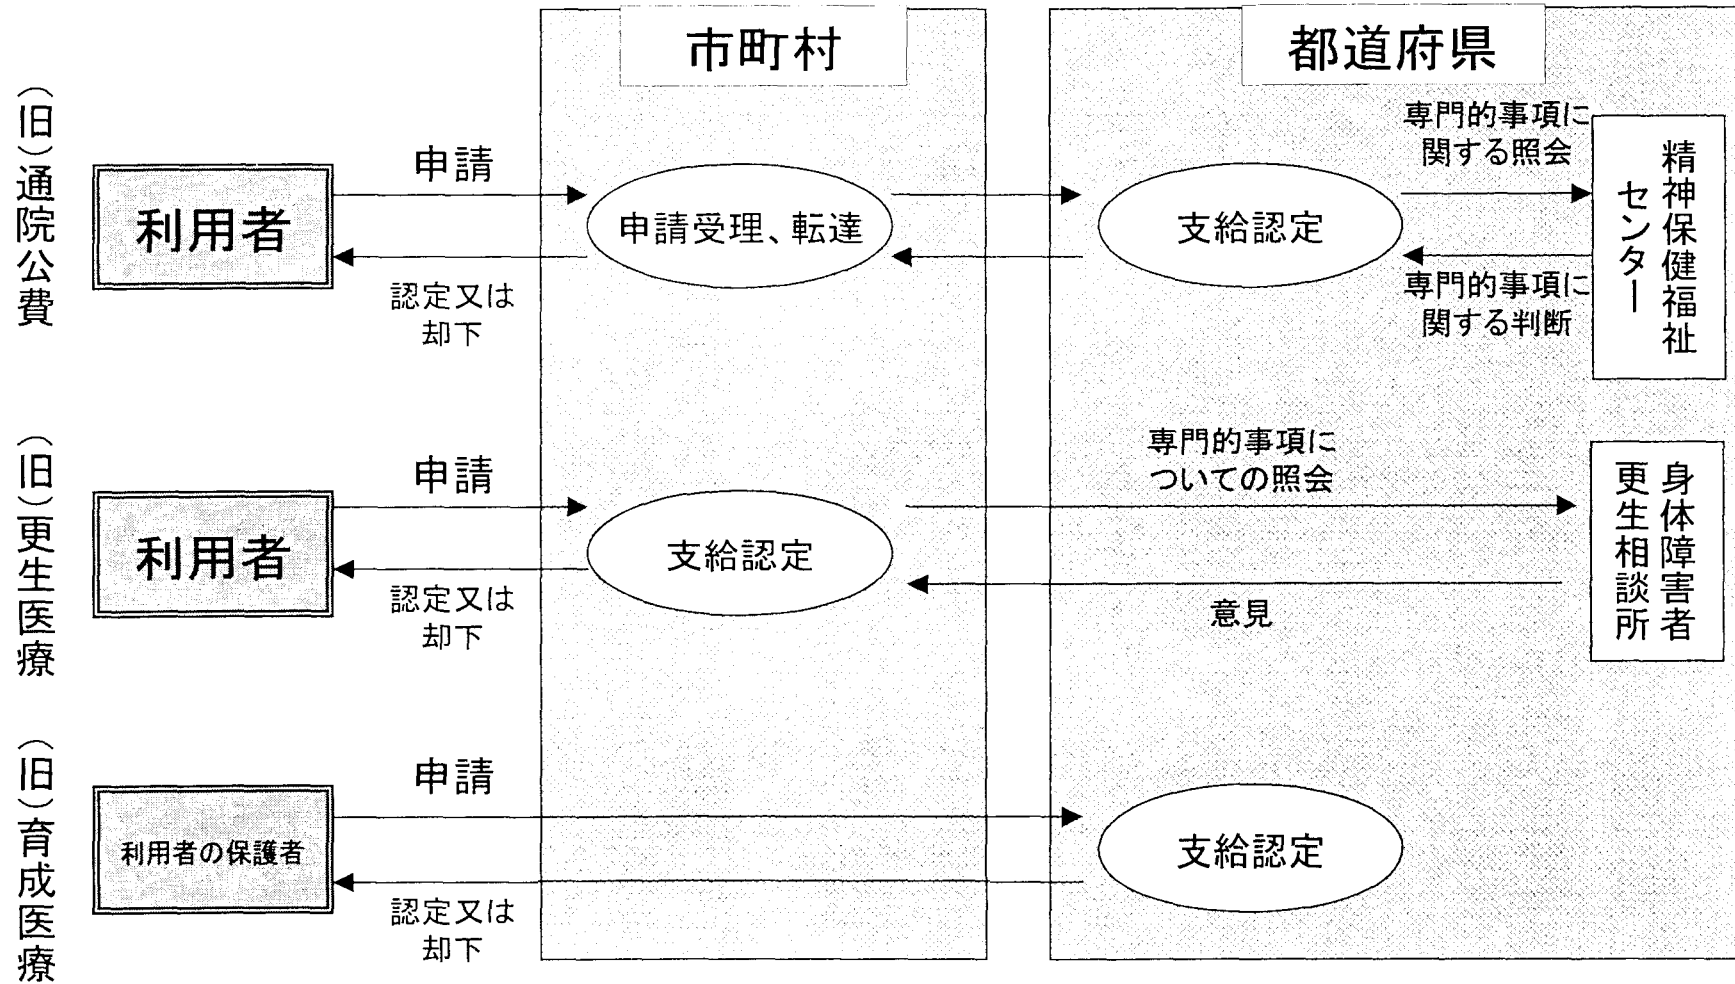 市町村
都道府県
（旧）通院公費
利用者
申請
認定又は
却下
申請受理、転達
支給認定
専門的事項に
関する照会
専門的事項に
関する判断
精神保健福祉
センター
（旧）更生医療
利用者
申請
認定又は
却下
支給認定
専門的事項に
ついての照会
意見
身体障害者
更生相談所
（旧）育成医療
利用者の保護者
申請
認定又は
却下
支給認定